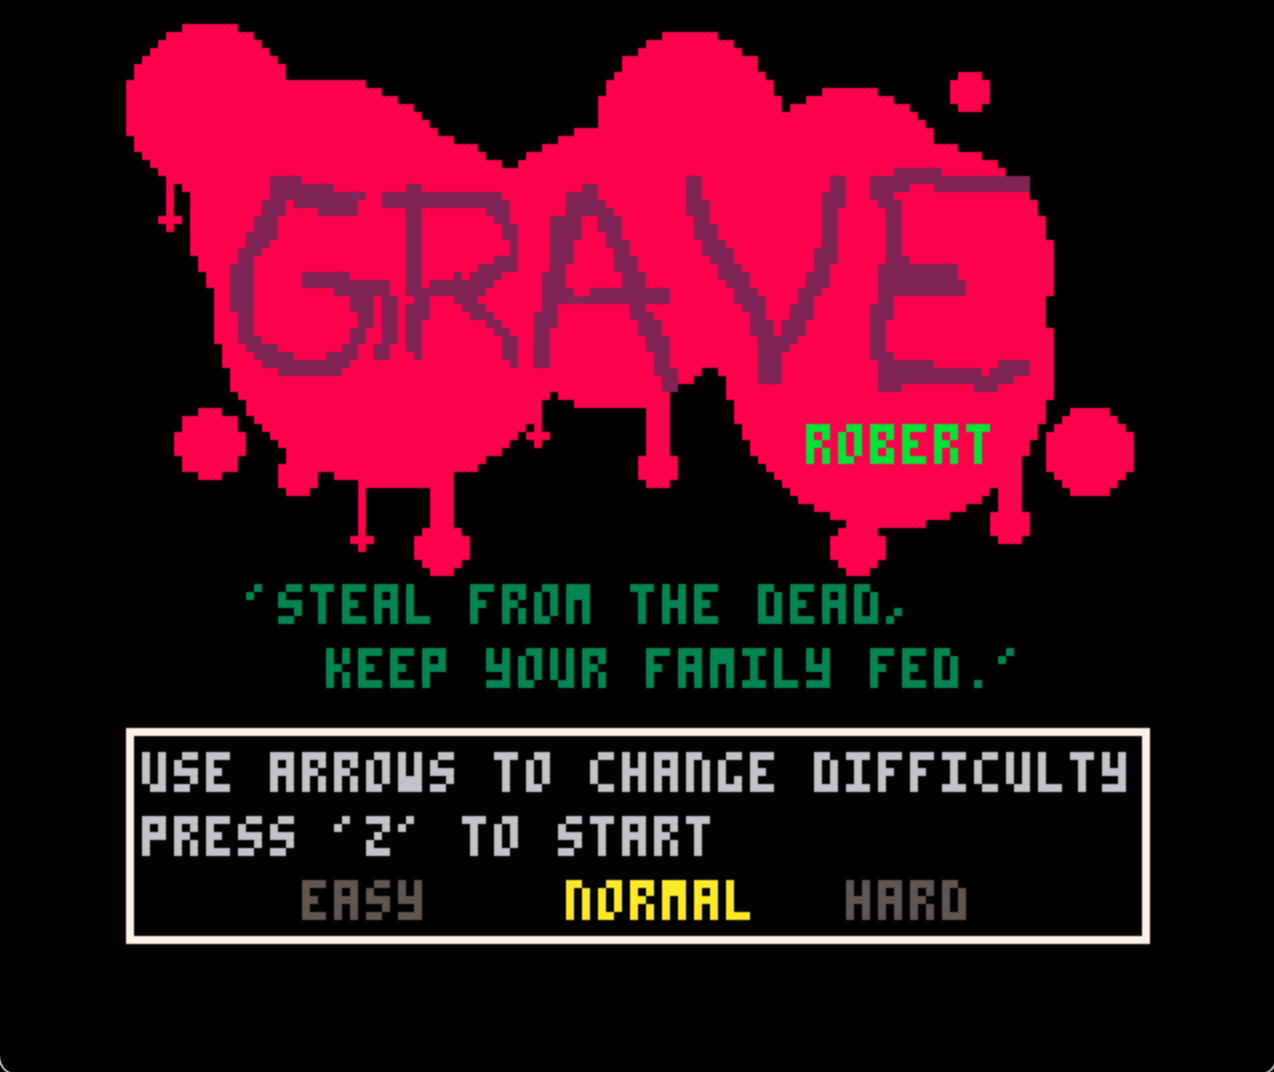 GRAVE
ROBERT
'STEAL FROM THE DEAD,
KEEP YOUR FAMILY FED.'
USE ARROWS TO CHANGE DIFFICULTY
PRESS 'Z' TO START
EASY NORMAL HARD